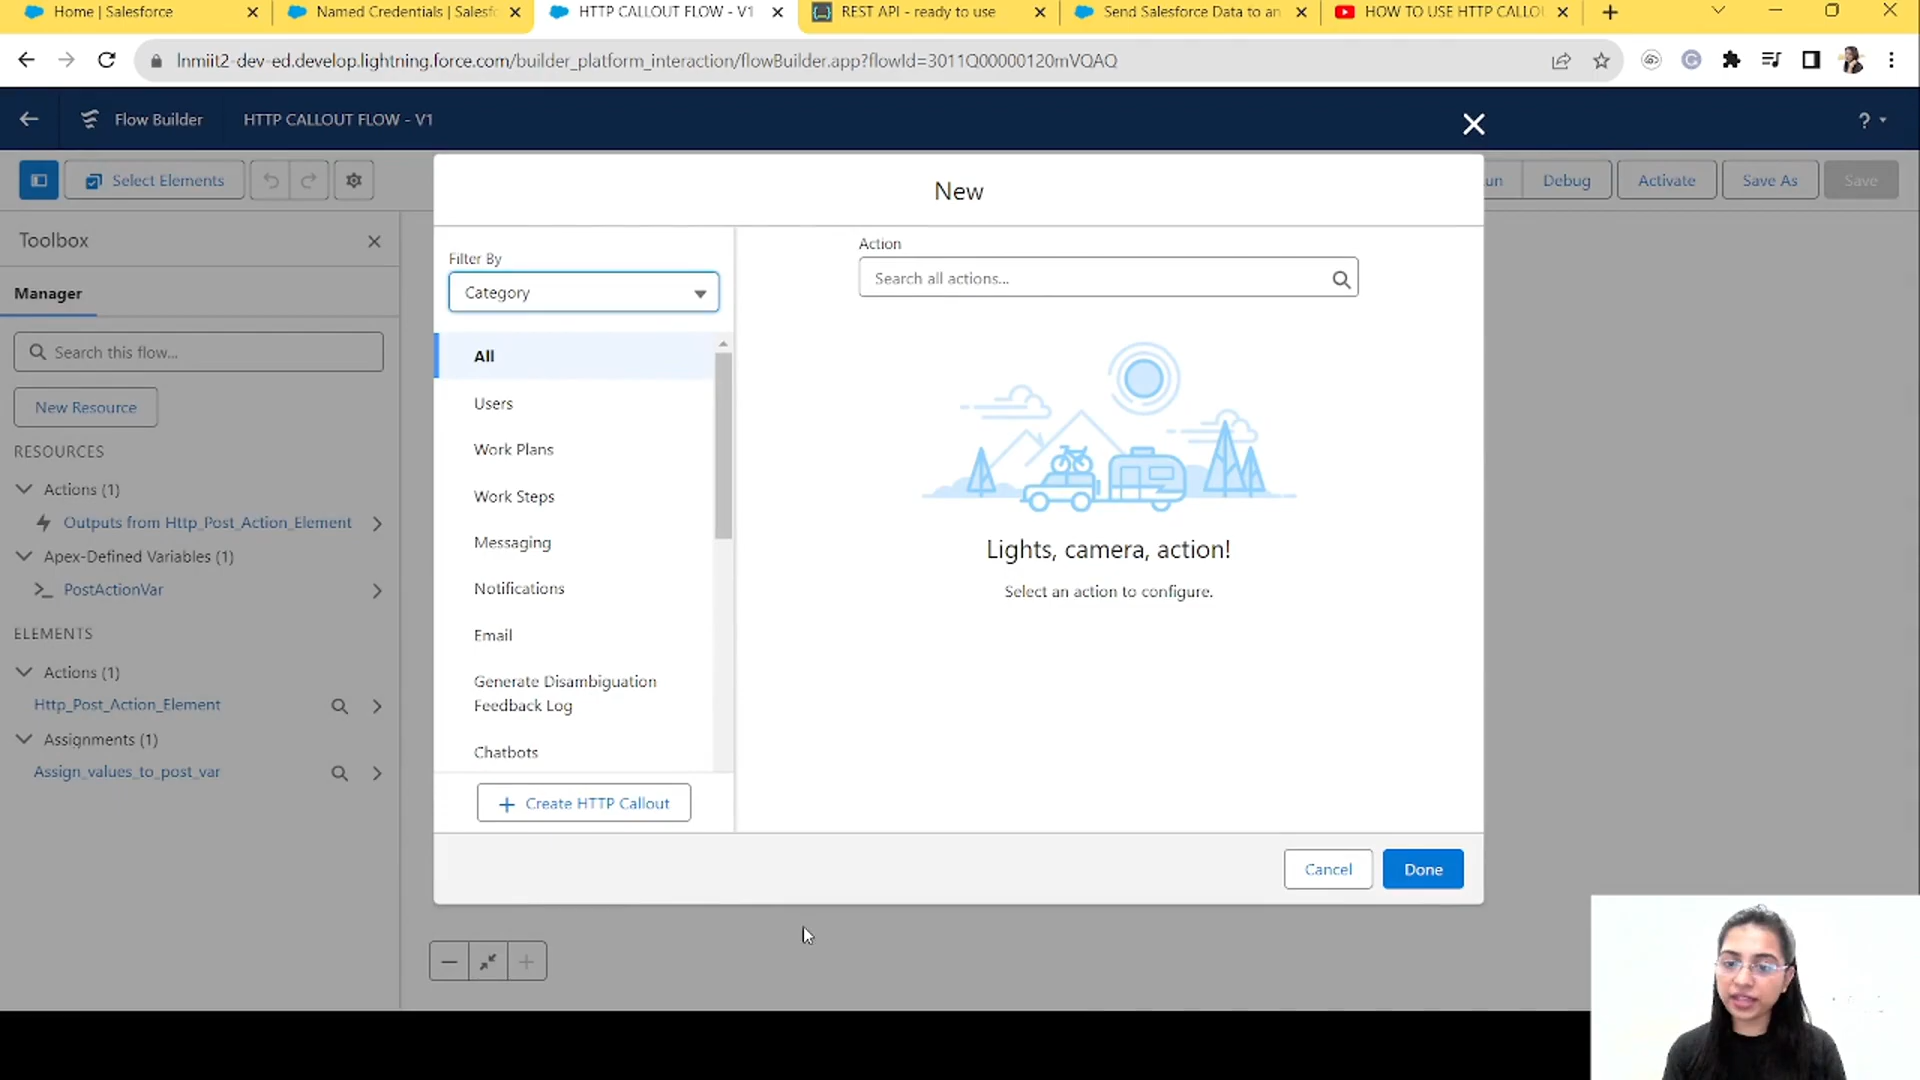 Home | Salesforce
Named Credentials | Salesfo
HTTP CALLOUT FLOW - V1
REST API - ready to use
Send Salesforce Data to an
HOW TO USE HTTP CALLO
lnmiit2-dev-ed.develop.lightning.force.com/builder_platform_interaction/flowBuilder.app?flowId=3011Q00000120mVQAQ
Flow Builder
HTTP CALLOUT FLOW - V1
?
Select Elements
un
Debug
Activate
Save As
Save
Toolbox
Manager
Search this flow...
New Resource
RESOURCES
Actions (1)
Outputs from Http_Post_Action_Element
Apex-Defined Variables (1)
PostActionVar
ELEMENTS
Actions (1)
Http_Post_Action_Element
Assignments (1)
Assign_values_to_post_var
New
Filter By
Category
All
Users
Work Plans
Work Steps
Messaging
Notifications
Email
Generate Disambiguation
Feedback Log
Chatbots
Create HTTP Callout
Action
Search all actions...
Lights, camera, action!
Select an action to configure.
Cancel
Done